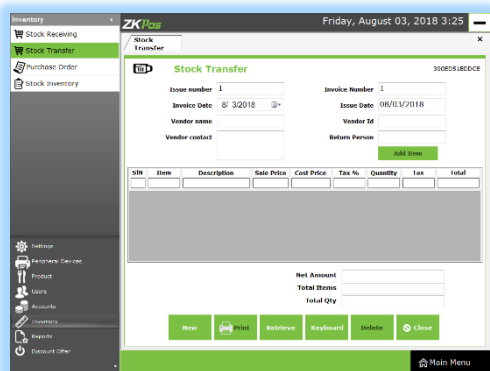 Inventory
ZKPos
Friday, August 03, 2018 3:25
Stock Receiving
Stock Transfer
Purchase Order
Stock Inventory
Stock Transfer
x
Stock Transfer
Issue number 1
Invoice Number 1
Invoice Date 8/ 3/2018
Issue Date 08/03/2018
Vendor name
Vendor Id
Vendor contact
Return Person
Add Item
S\N Item Description Sale Price Cost Price Tax % Quantity Tax Total
Net Amount
Total Items
Total Qty
New Print Retrieve Keyboard Delete Close
Settings
Peripheral Devices
Product
Users
Accounts
Inventory
Reports
Discount Offer
Main Menu